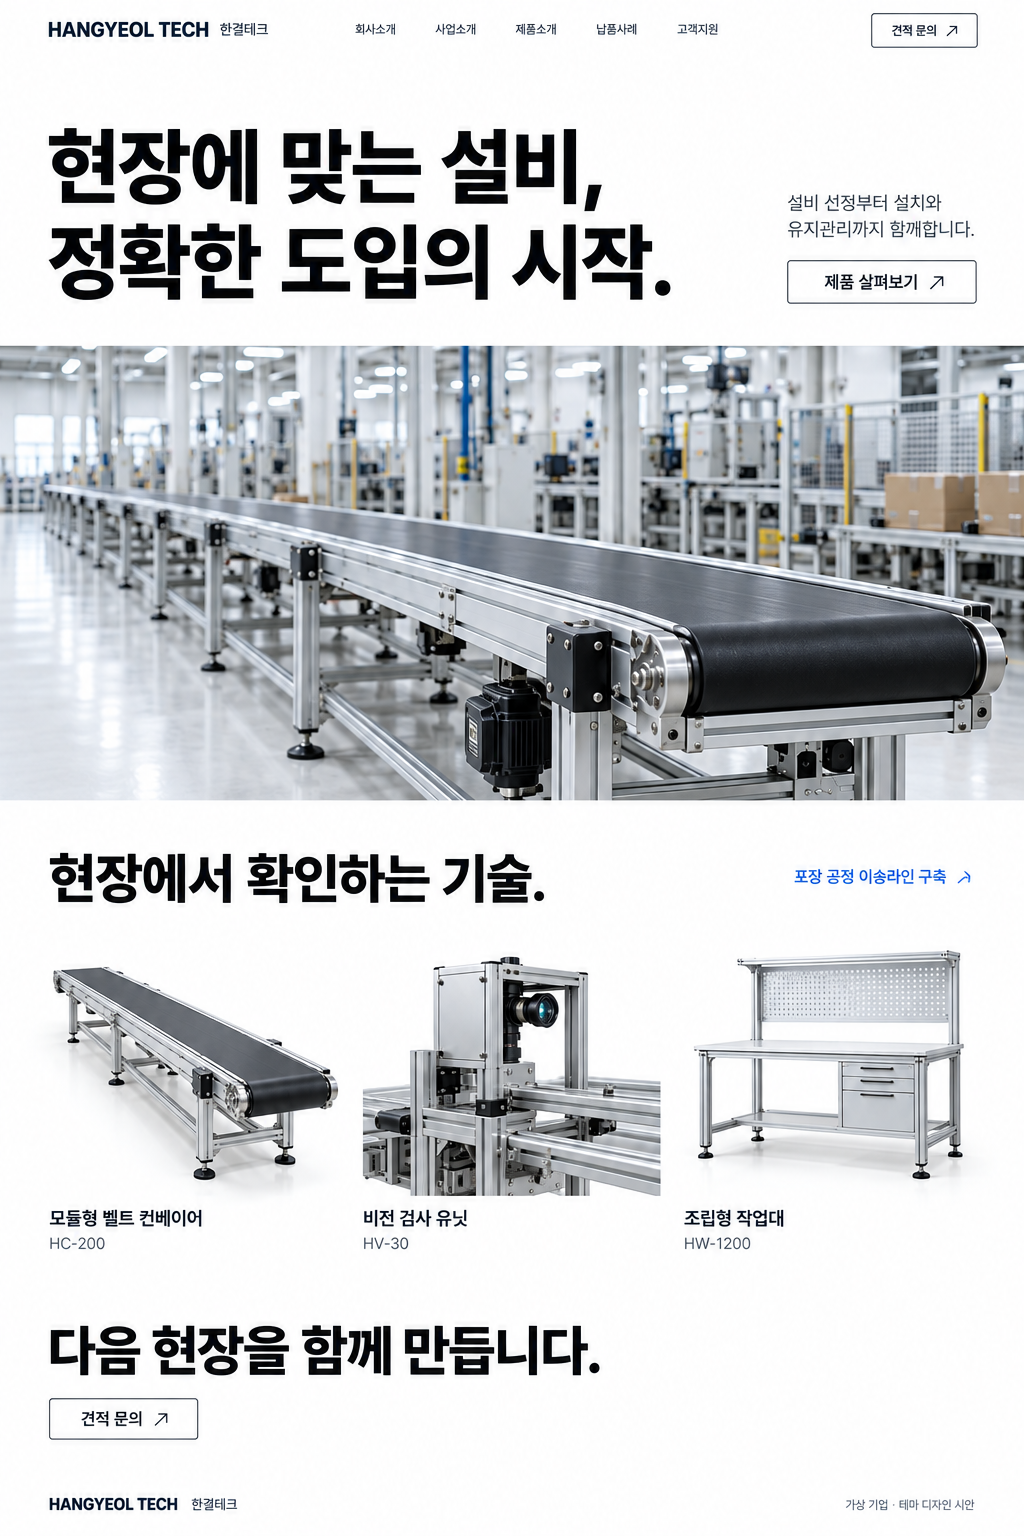 HANGYEOL TECH 한결테크
회사소개 사업소개 제품소개 납품사례 고객지원
견적 문의
현장에 맞는 설비,
정확한 도입의 시작.
설비 선정부터 설치와
유지관리까지 함깨합니다.
제품 살펴보기
현장에서 확인하는 기술.
포장 공정 이송라인 구축
모듈형 벨트 컨베이어
HC-200
비전 검사 유닛
HV-30
조립형 작업대
HW-1200
다음 현장을 함께 만듭니다.
견적 문의
HANGYEOL TECH 한결테크
가상 기업 · 테마 디자인 시안